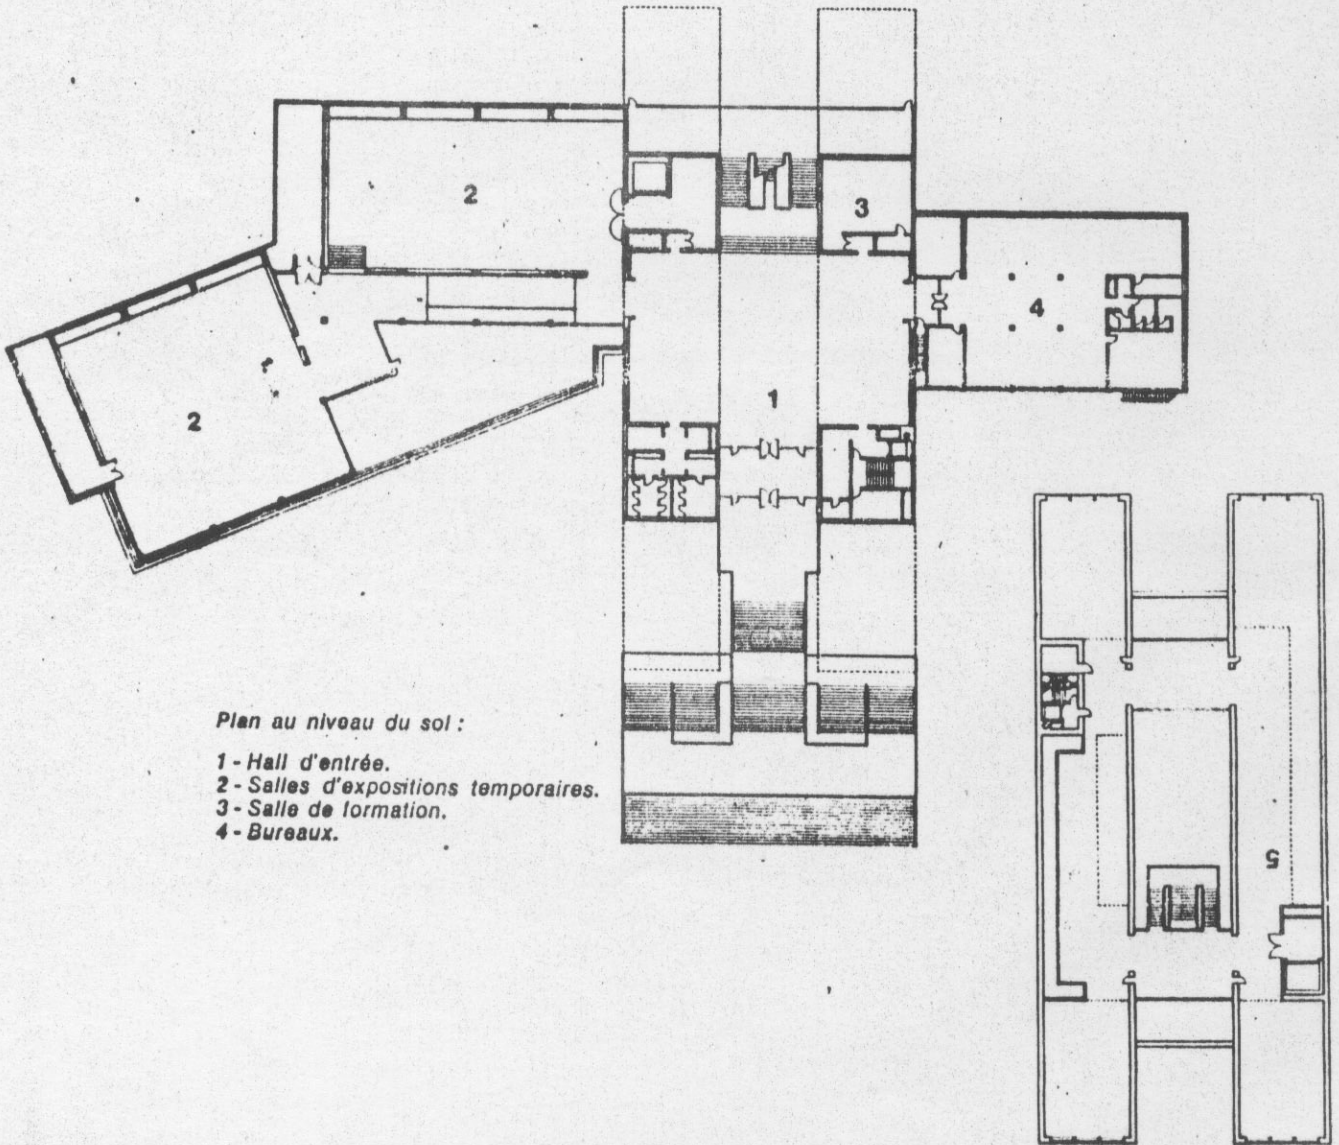 2
3
4
2
1
Plan au niveau du sol :
1 - Hall d'entrée.
2 - Salles d'expositions temporaires.
3 - Salle de formation.
4 - Bureaux.
5